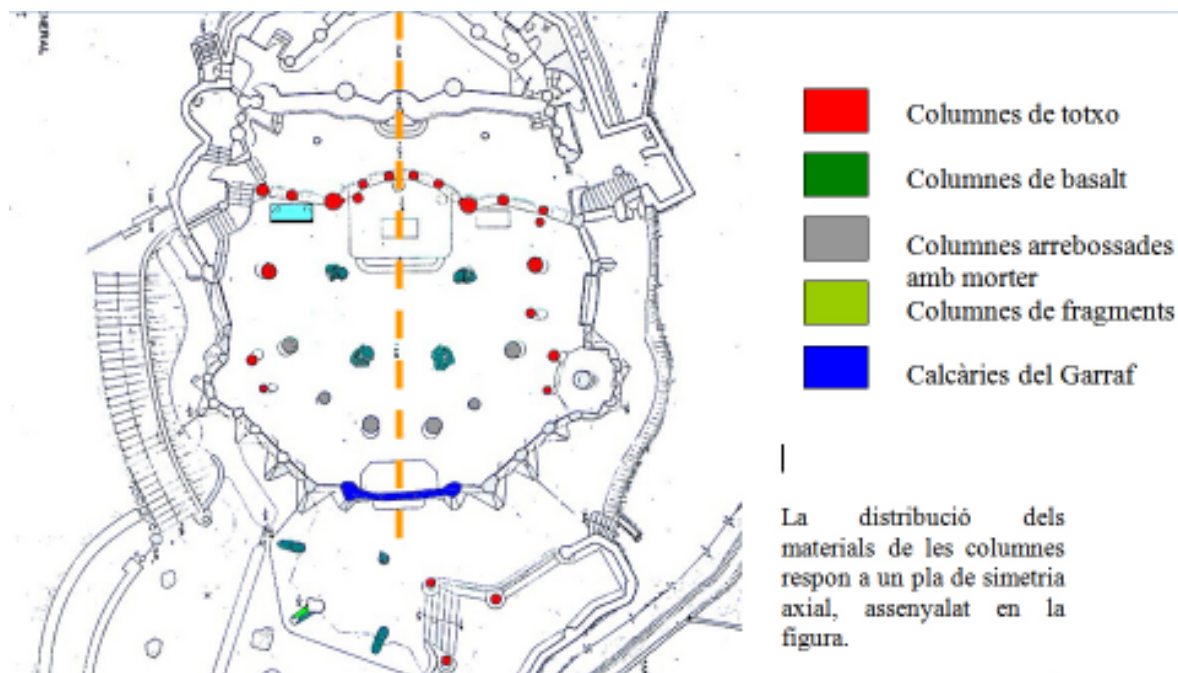 Columnes de totxo
Columnes de basalt
Columnes arrebossades
amb morter
Columnes de fragments
Calcàries del Garraf
La distribució dels
materials de les columnes
respon a un pla de simetria
axial, assenyalat en la
figura.